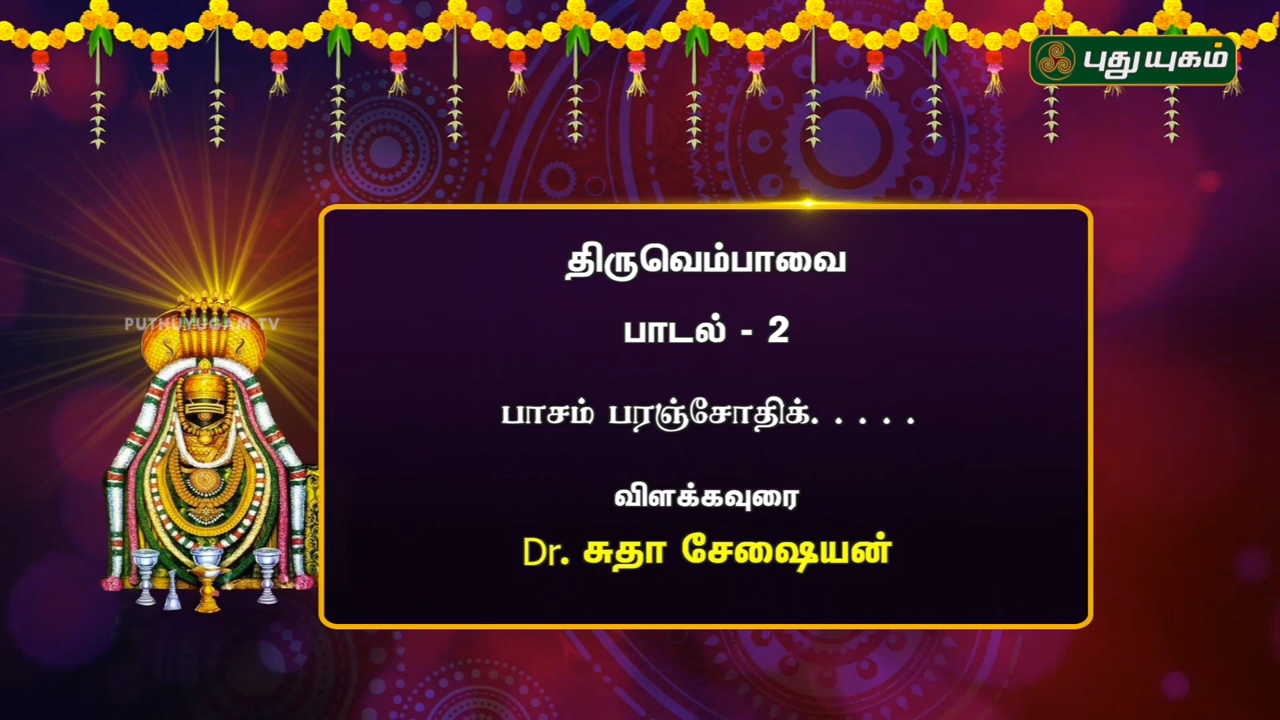 புதுயுகம்
திருவெம்பாவை
பாடல் - 2
PUTHUYUGAM TV
பாசம் பரஞ்சோதிக். . . . .
விளக்கவுரை
Dr. சுதா சேஷையன்